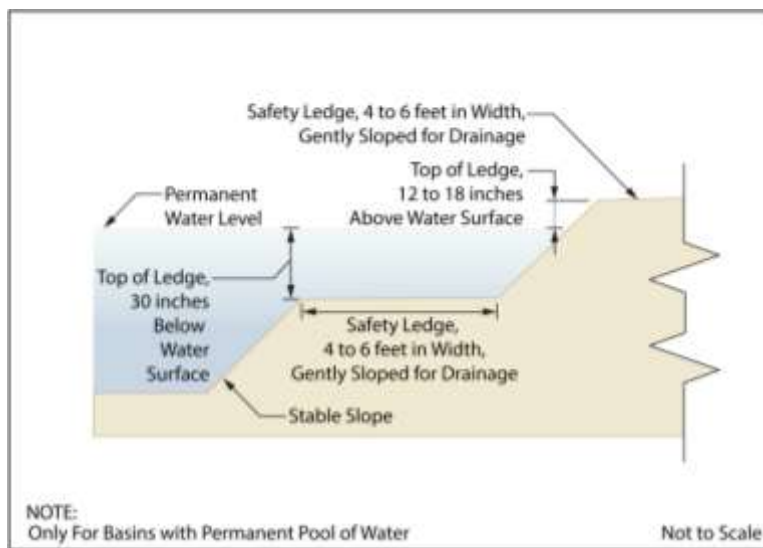 Safety Ledge, 4 to 6 feet in Width,
Gently Sloped for Drainage
Top of Ledge,
12 to 18 inches
Above Water Surface
Permanent
Water Level
Top of Ledge,
30 inches
Below
Water
Surface
Safety Ledge,
4 to 6 feet in Width,
Gently Sloped for Drainage
Stable Slope
NOTE:
Only For Basins with Permanent Pool of Water
Not to Scale